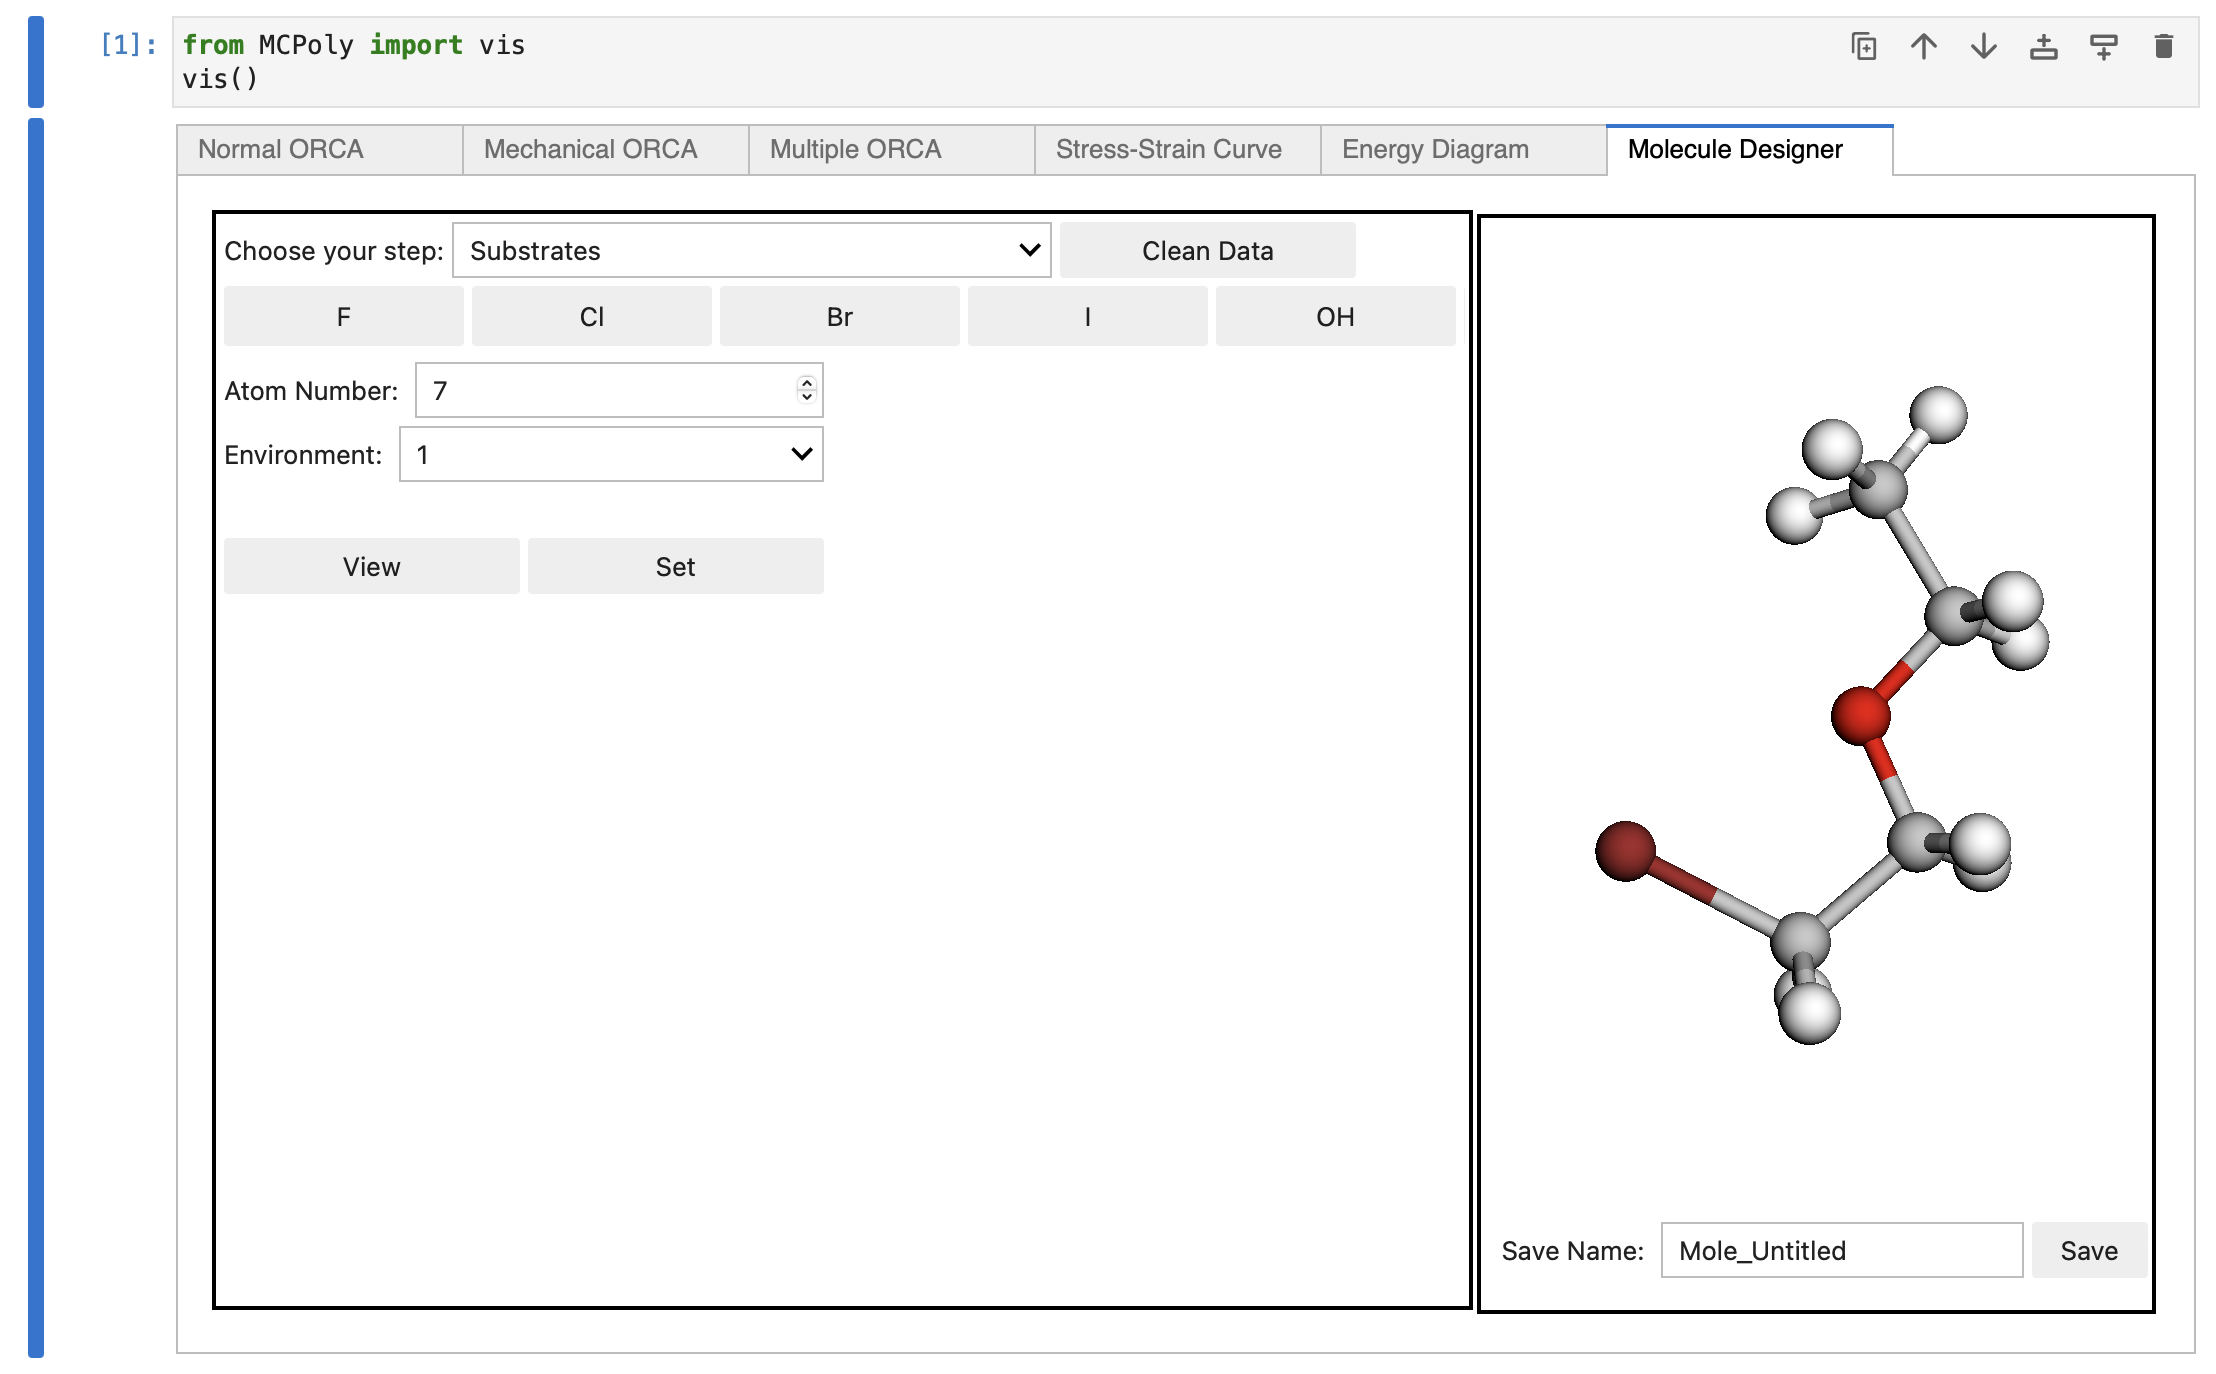 [1]: from MCPoly import vis
vis()
Normal ORCA Mechanical ORCA Multiple ORCA Stress-Strain Curve Energy Diagram Molecule Designer
Choose your step: Substrates Clean Data
F Cl Br I OH
Atom Number: 7
Environment: 1
View Set
Save Name: Mole_Untitled Save